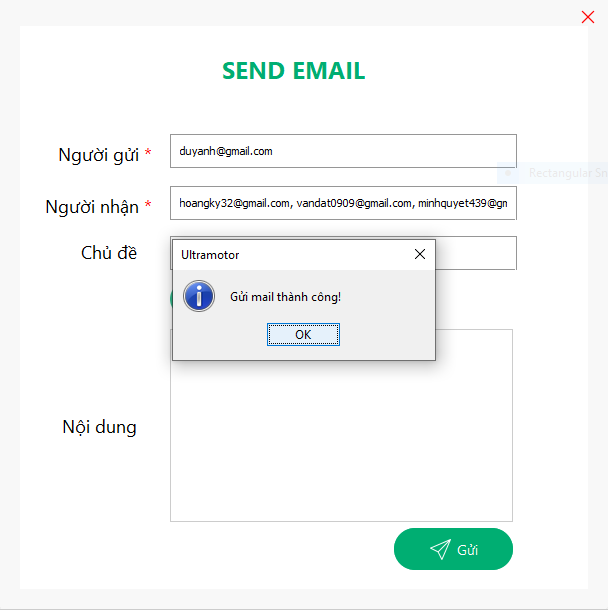 SEND EMAIL
Người gửi *
duyanh@gmail.com
Rectangular Sn
Người nhận *
hoangky32@gmail.com, vandat0909@gmail.com, minhquyet439@gm
Chủ đề
Ultramotor
Gửi mail thành công!
OK
Nội dung
Gửi